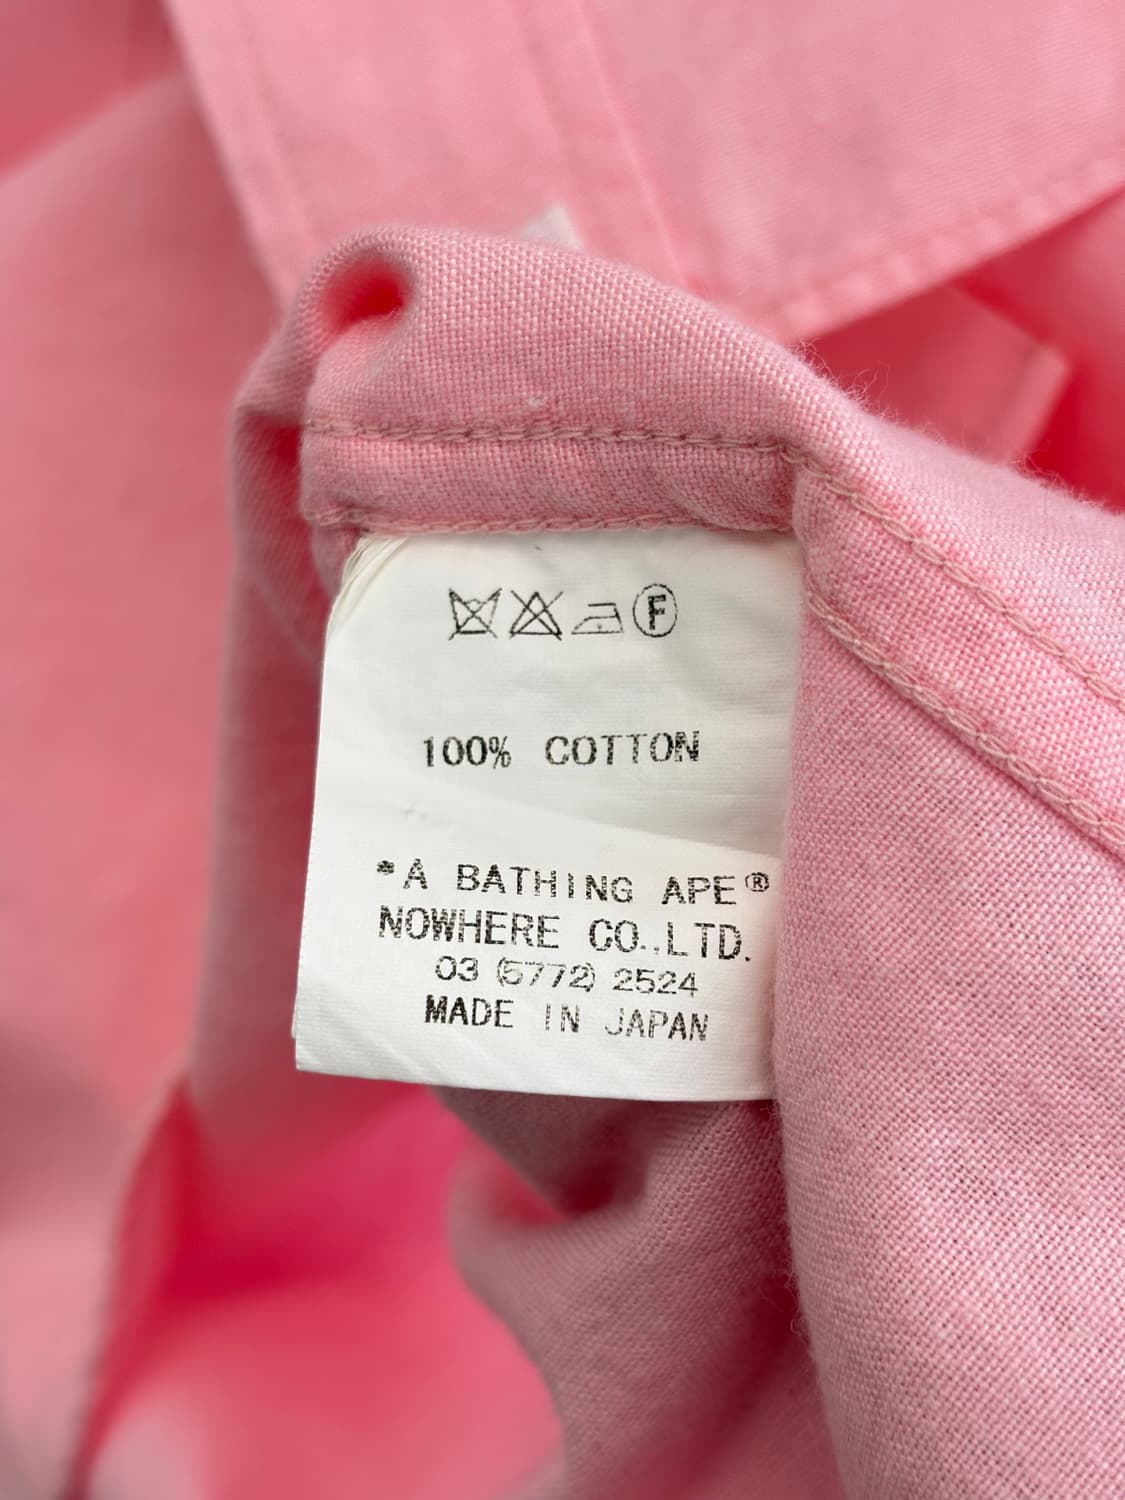 F
100% COTTON
*A BATHING APE®
NOWHERE CO.,LTD.
03 (5772) 2524
MADE IN JAPAN